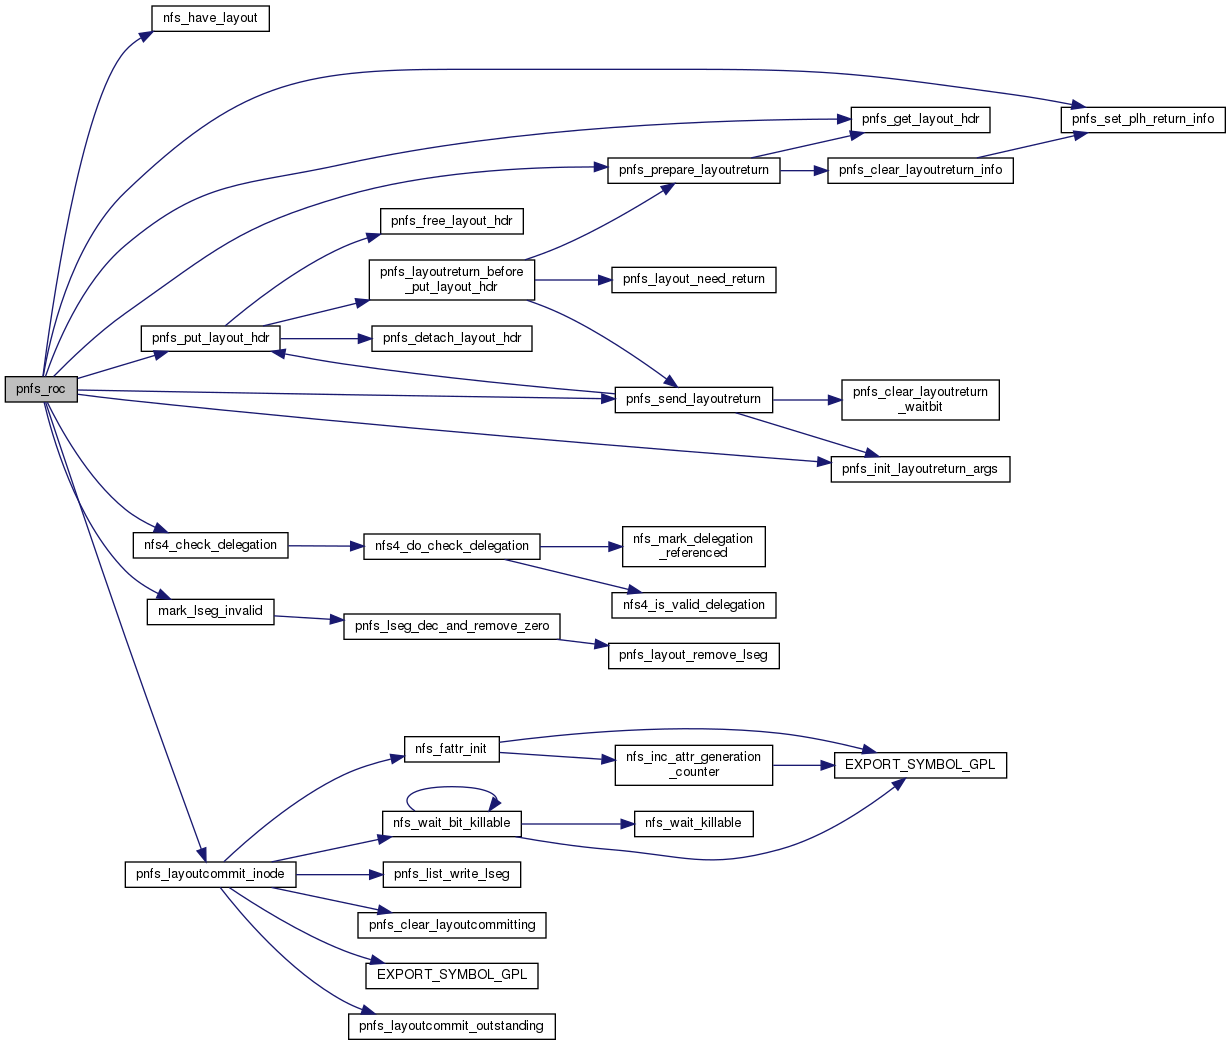 nfs_have_layout
pnfs_set_plh_return_info
pnfs_get_layout_hdr
pnfs_prepare_layoutreturn
pnfs_clear_layoutreturn_info
pnfs_free_layout_hdr
pnfs_layoutreturn_before
_put_layout_hdr
pnfs_layout_need_return
pnfs_put_layout_hdr
pnfs_detach_layout_hdr
pnfs_roc
pnfs_send_layoutreturn
pnfs_clear_layoutreturn
_waitbit
pnfs_init_layoutreturn_args
nfs4_check_delegation
nfs4_do_check_delegation
nfs_mark_delegation
_referenced
nfs4_is_valid_delegation
mark_lseg_invalid
pnfs_lseg_dec_and_remove_zero
pnfs_layout_remove_lseg
nfs_fattr_init
nfs_inc_attr_generation
_counter
EXPORT_SYMBOL_GPL
nfs_wait_bit_killable
nfs_wait_killable
pnfs_layoutcommit_inode
pnfs_list_write_lseg
pnfs_clear_layoutcommitting
EXPORT_SYMBOL_GPL
pnfs_layoutcommit_outstanding